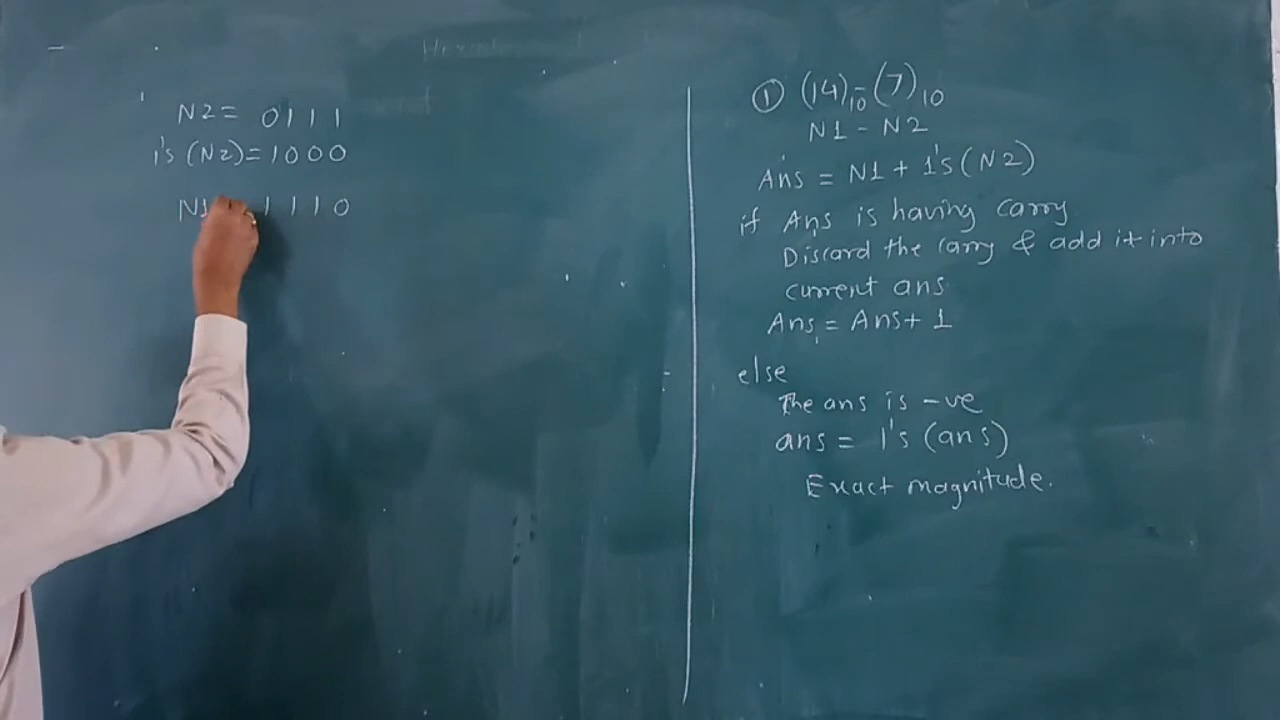 N2 = 0111
1's (N2) = 1000
N1 1110
① (14)₁₀ - (7)₁₀
N1 - N2
Ans = N1 + 1's (N2)
if Ans is having carry
Discard the carry & add it into
current ans
Ans = Ans + 1
else
The ans is -ve
ans = 1's (ans)
Exact magnitude.